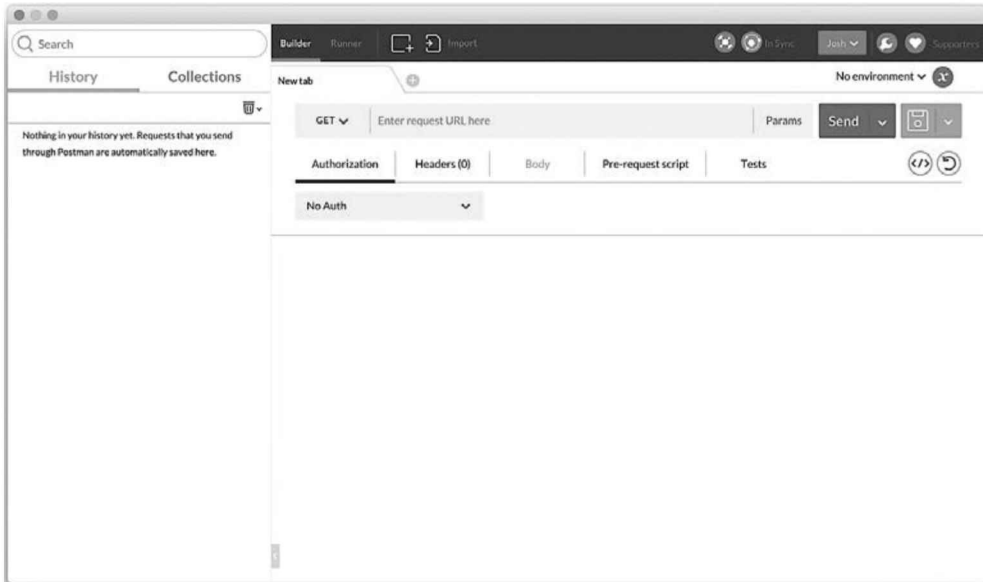 Search
History Collections
Nothing in your history yet. Requests that you send
through Postman are automatically saved here.
Builder Runner Import In Sync Josh Supporters
New tab No environment
GET Enter request URL here Params Send
Authorization Headers (0) Body Pre-request script Tests
No Auth